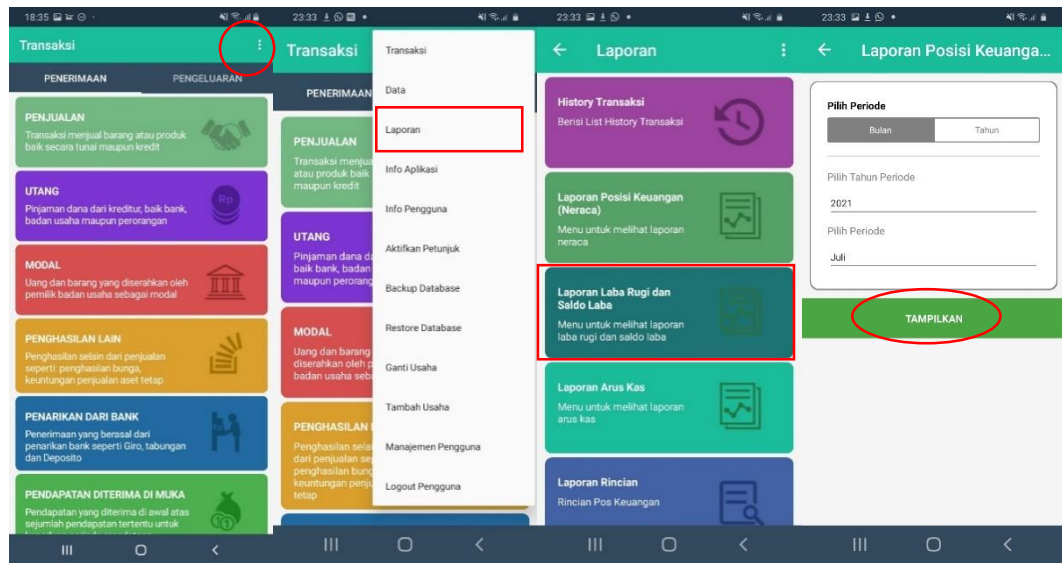 18:35
Transaksi
PENERIMAAN
PENGELUARAN
PENJUALAN
Transaksi menjual barang atau produk
baik secara tunai maupun kredit
UTANG
Pinjaman dana dari kreditur, baik bank,
badan usaha maupun perorangan
Rp
MODAL
Uang dan barang yang diserahkan oleh
pemilik badan usaha sebagai modal
PENGHASILAN LAIN
Penghasilan selain dari penjualan
seperti: penghasilan bunga,
keuntungan penjualan aset tetap
PENARIKAN DARI BANK
Penerimaan yang berasal dari
penarikan bank seperti Giro, tabungan
dan Deposito
PENDAPATAN DITERIMA DI MUKA
Pendapatan yang diterima di awal atas
sejumlah pendapatan tertentu untuk
23:33
Transaksi
PENERIMAAN
PENJUALAN
Transaksi menjua
atau produk baik
maupun kredit
UTANG
Pinjaman dana da
baik bank, badan
maupun perorang
MODAL
Uang dan barang
diserahkan oleh p
badan usaha seba
PENGHASILAN
Penghasilan selai
dari penjualan sep
penghasilan bung
keuntungan penju
tetap
Transaksi
Data
Laporan
Info Aplikasi
Info Pengguna
Aktifkan Petunjuk
Backup Database
Restore Database
Ganti Usaha
Tambah Usaha
Manajemen Pengguna
Logout Pengguna
23:33
Laporan
History Transaksi
Berisi List History Transaksi
Laporan Posisi Keuangan
(Neraca)
Menu untuk melihat laporan
neraca
Laporan Laba Rugi dan
Saldo Laba
Menu untuk melihat laporan
laba rugi dan saldo laba
Laporan Arus Kas
Menu untuk melihat laporan
arus kas
Laporan Rincian
Rincian Pos Keuangan
23:33
Laporan Posisi Keuanga...
Pilih Periode
Bulan
Tahun
Pilih Tahun Periode
2021
Pilih Periode
Juli
TAMPILKAN